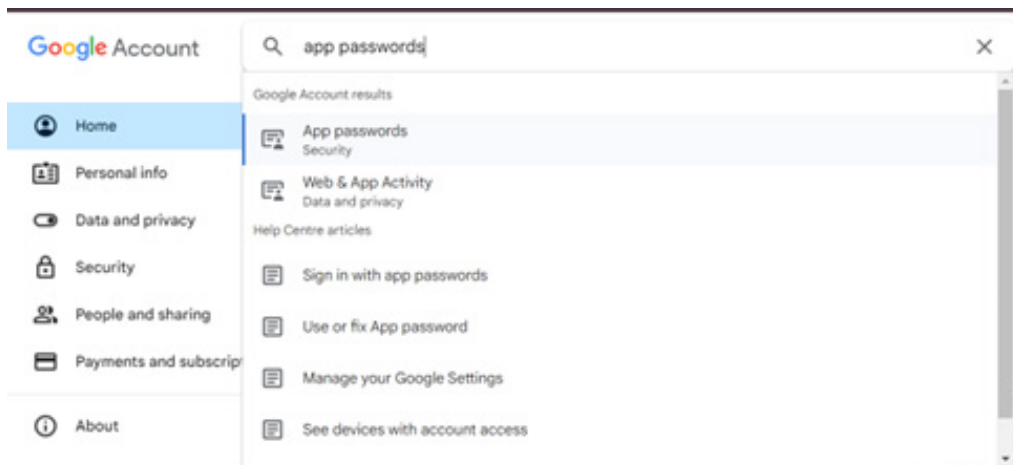 Google Account
app passwords
Google Account results
Home
App passwords
Security
Personal info
Web & App Activity
Data and privacy
Data and privacy
Help Centre articles
Security
Sign in with app passwords
People and sharing
Use or fix App password
Payments and subscrip
Manage your Google Settings
About
See devices with account access